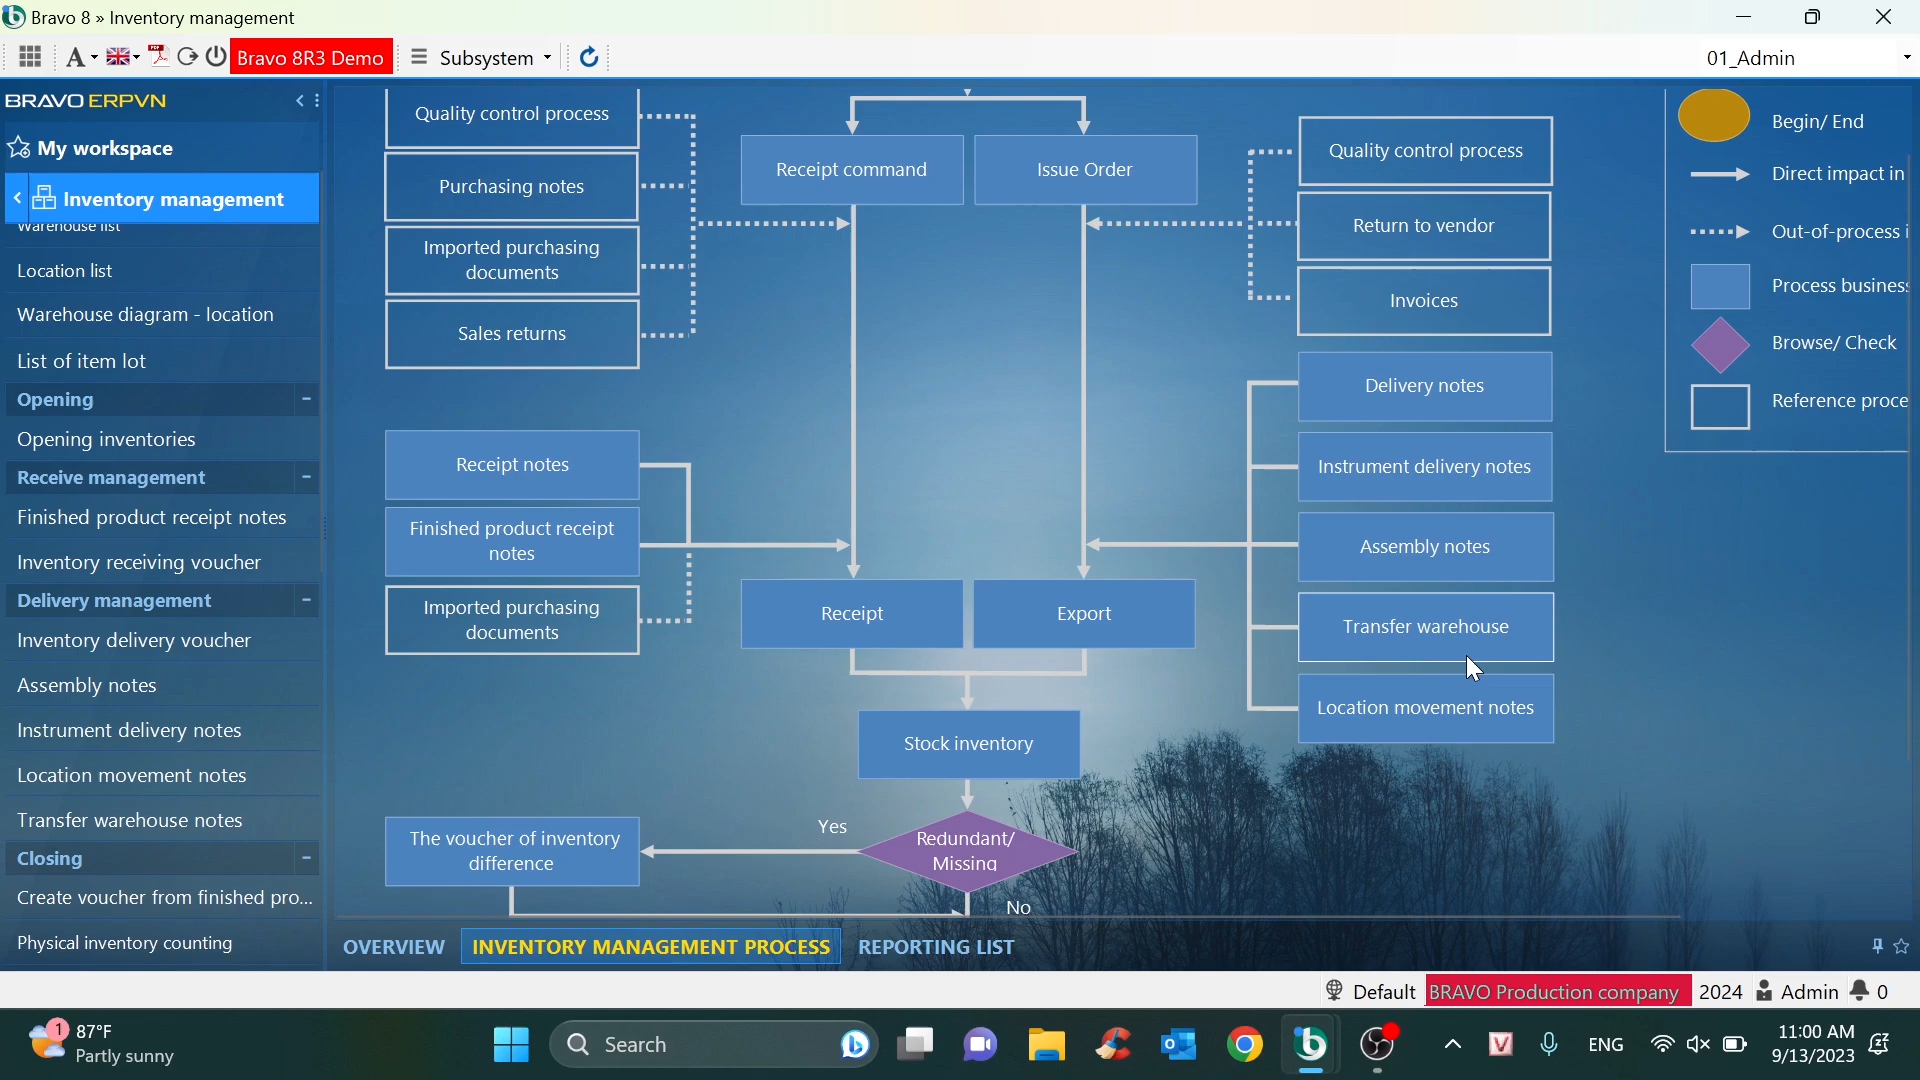 Bravo 8 » Inventory management
Bravo 8R3 Demo
Subsystem
01_Admin
BRAVO ERPVN
My workspace
Inventory management
Warehouse list
Location list
Warehouse diagram - location
List of item lot
Opening
Opening inventories
Receive management
Finished product receipt notes
Inventory receiving voucher
Delivery management
Inventory delivery voucher
Assembly notes
Instrument delivery notes
Location movement notes
Transfer warehouse notes
Closing
Create voucher from finished pro...
Physical inventory counting
Quality control process
Purchasing notes
Imported purchasing
documents
Sales returns
Receipt command
Issue Order
Quality control process
Return to vendor
Invoices
Receipt notes
Finished product receipt
notes
Imported purchasing
documents
Receipt
Export
Delivery notes
Instrument delivery notes
Assembly notes
Transfer warehouse
Location movement notes
Stock inventory
Redundant/
Missing
Yes
No
The voucher of inventory
difference
Begin/ End
Direct impact in
Out-of-process i
Process business
Browse/ Check
Reference proce
OVERVIEW
INVENTORY MANAGEMENT PROCESS
REPORTING LIST
Default
BRAVO Production company
2024
Admin
0
1
87°F
Partly sunny
Search
ENG
11:00 AM
9/13/2023